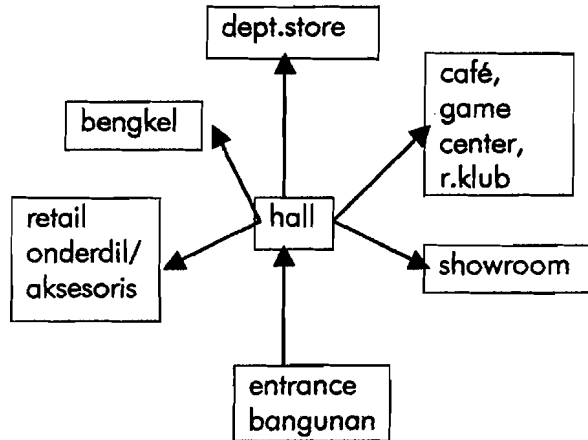 dept.store
café,
game
center,
r.klub
bengkel
retail
onderdil/
aksesoris
hall
showroom
entrance
bangunan